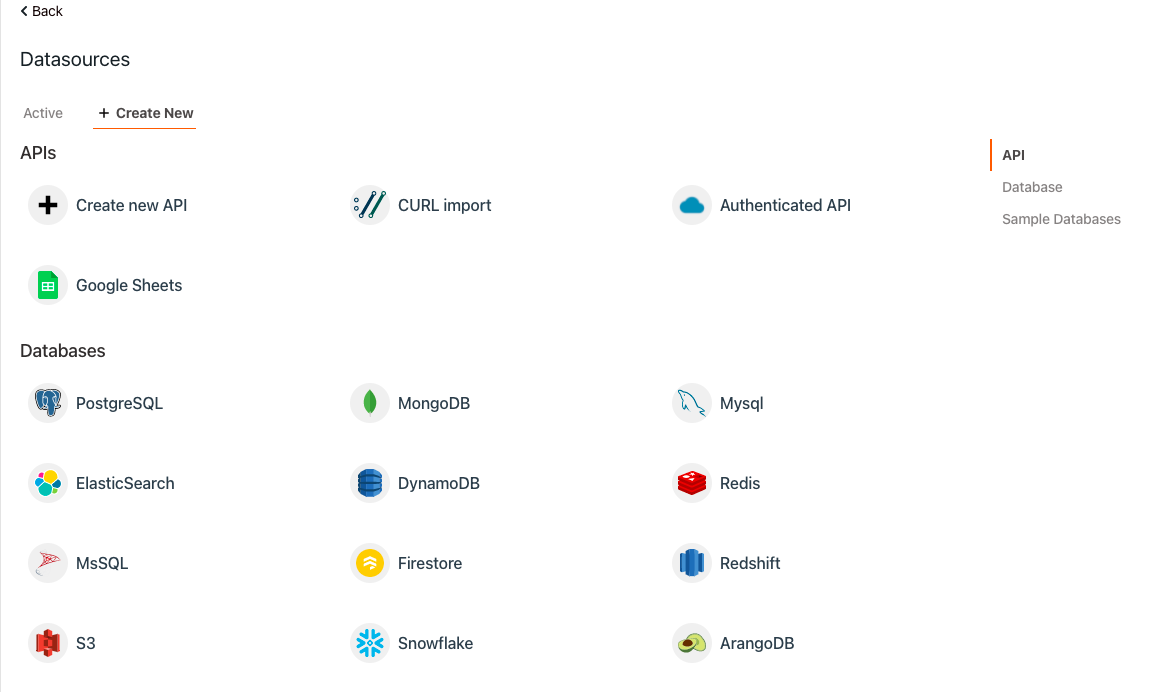 Back
Datasources
Active
+ Create New
APIs
API
Database
Sample Databases
Create new API
CURL import
Authenticated API
Google Sheets
Databases
PostgreSQL
MongoDB
Mysql
ElasticSearch
DynamoDB
Redis
MsSQL
Firestore
Redshift
S3
Snowflake
ArangoDB